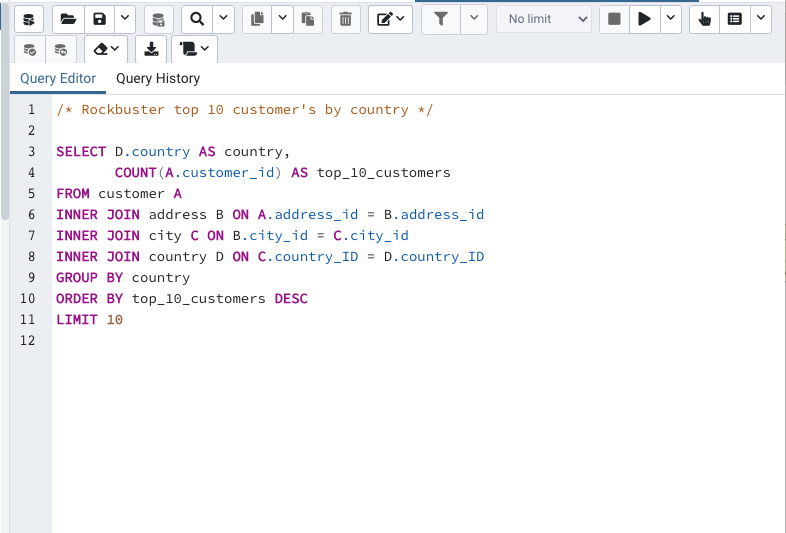 No limit
Query Editor Query History
1 /* Rockbuster top 10 customer's by country */
2
3 SELECT D.country AS country,
4 COUNT(A.customer_id) AS top_10_customers
5 FROM customer A
6 INNER JOIN address B ON A.address_id = B.address_id
7 INNER JOIN city C ON B.city_id = C.city_id
8 INNER JOIN country D ON C.country_ID = D.country_ID
9 GROUP BY country
10 ORDER BY top_10_customers DESC
11 LIMIT 10
12